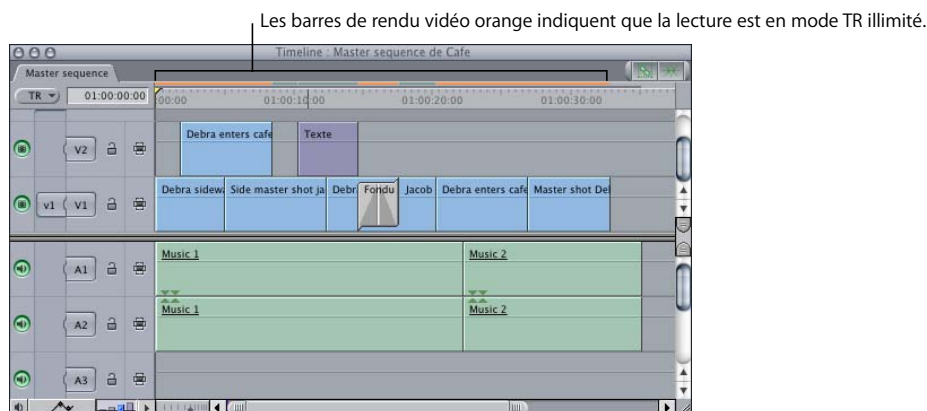 Les barres de rendu vidéo orange indiquent que la lecture est en mode TR illimité.
Timeline : Master sequence de Cafe
Master sequence
TR 01:00:00:00 :00:00 01:00:10:00 01:00:20:00 01:00:30:00
V2 Debra enters cafe Texte
v1 V1 Debra sidewa Side master shot ja Debr Fondu Jacob Debra enters cafe Master shot Del
A1 Music 1 Music 2
A2 Music 1 Music 2
A3